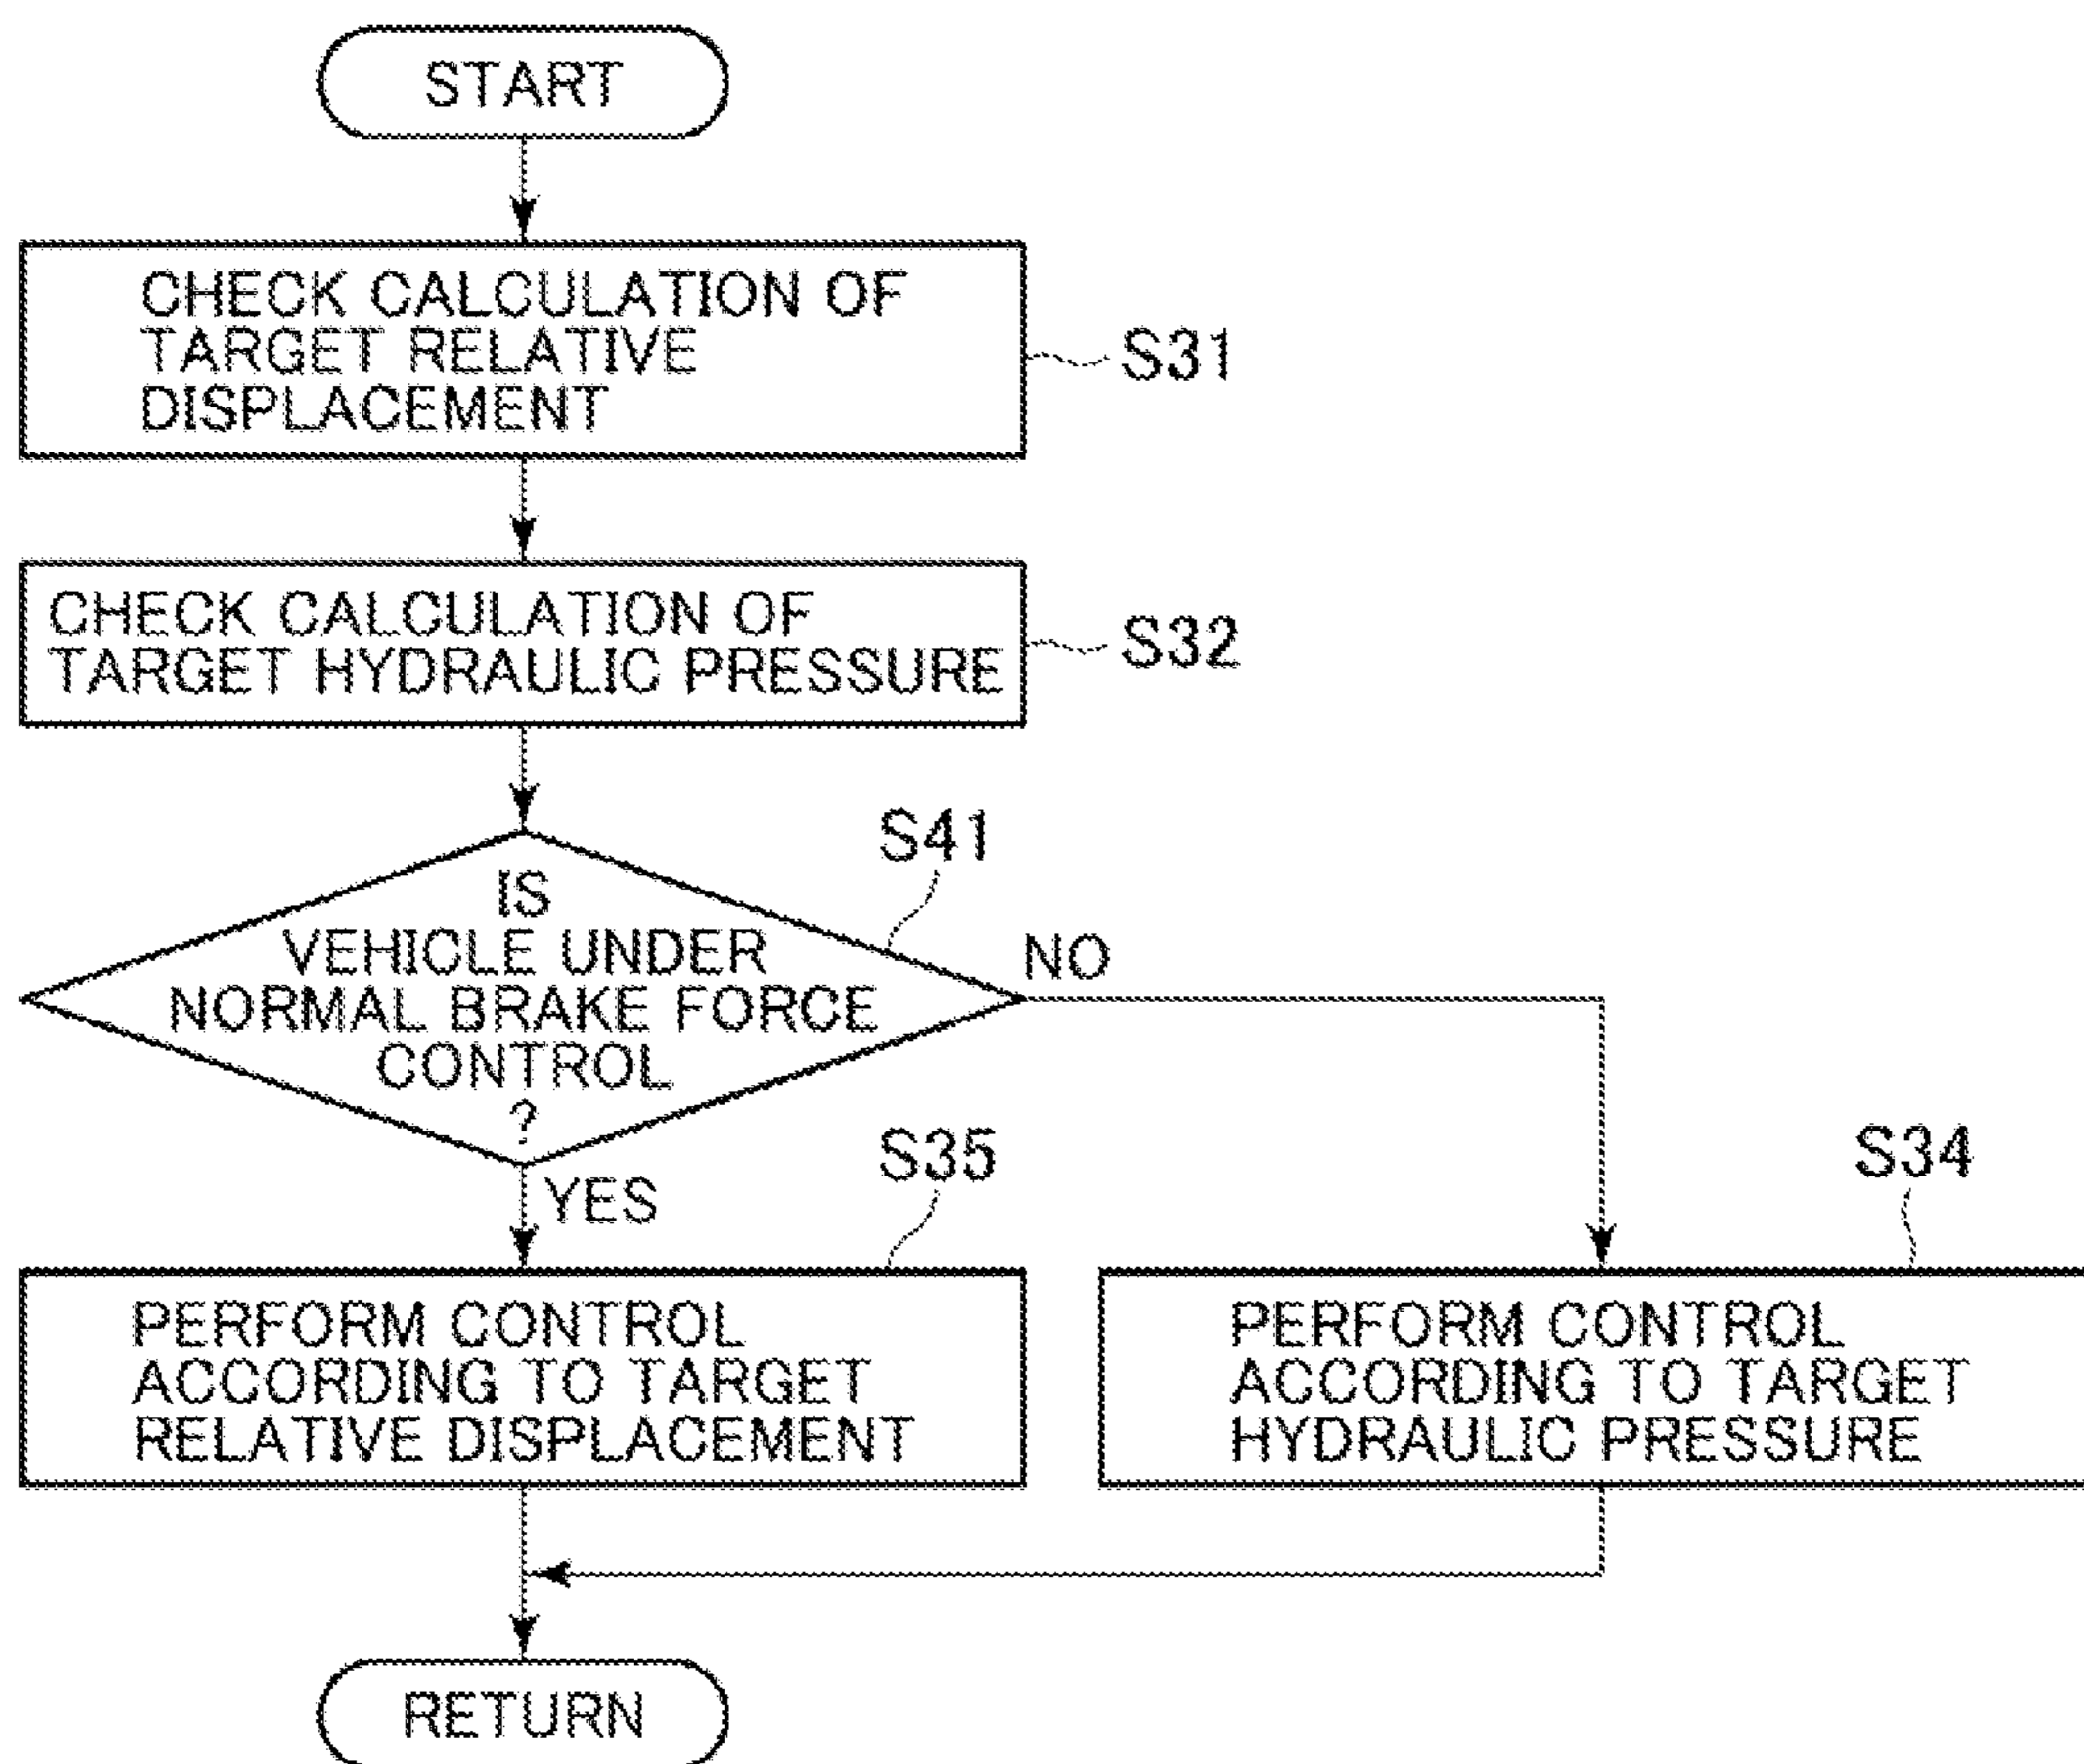 START
CHECK CALCULATION OF
TARGET RELATIVE
DISPLACEMENT
S31
CHECK CALCULATION OF
TARGET HYDRAULIC PRESSURE
S32
S41
IS
VEHICLE UNDER
NORMAL BRAKE FORCE
CONTROL
?
NO
YES
S35
PERFORM CONTROL
ACCORDING TO TARGET
RELATIVE DISPLACEMENT
S34
PERFORM CONTROL
ACCORDING TO TARGET
HYDRAULIC PRESSURE
RETURN